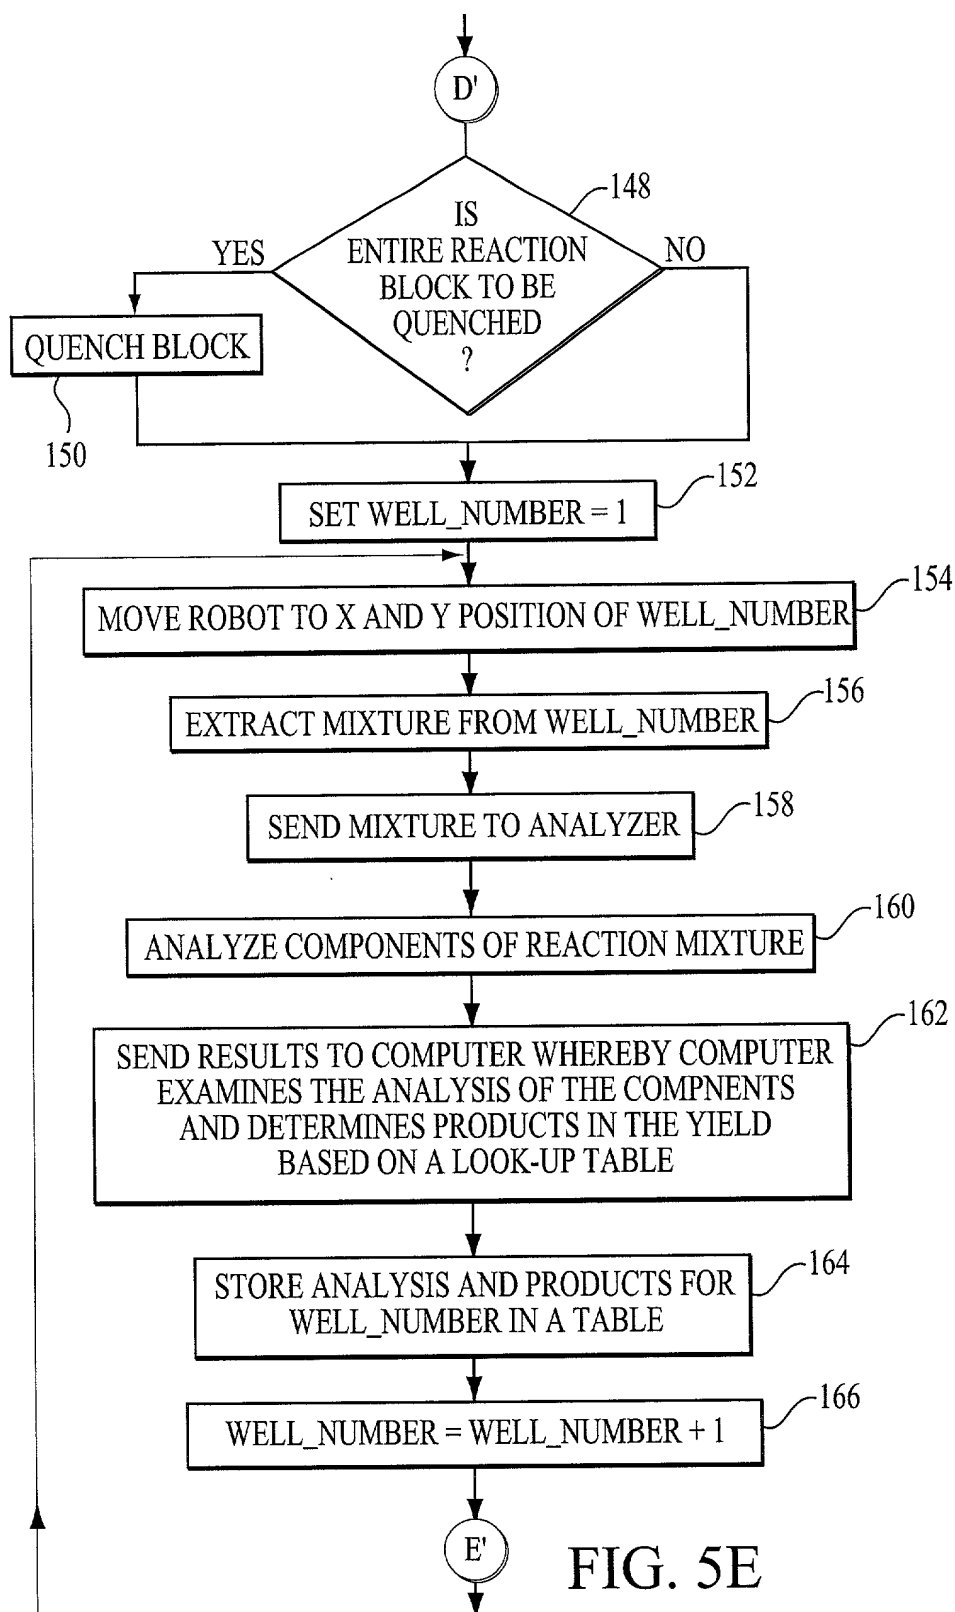 D'
148
IS
ENTIRE REACTION
BLOCK TO BE
QUENCHED
?
YES
NO
QUENCH BLOCK
150
152
SET WELL_NUMBER = 1
154
MOVE ROBOT TO X AND Y POSITION OF WELL_NUMBER
156
EXTRACT MIXTURE FROM WELL_NUMBER
158
SEND MIXTURE TO ANALYZER
160
ANALYZE COMPONENTS OF REACTION MIXTURE
162
SEND RESULTS TO COMPUTER WHEREBY COMPUTER
EXAMINES THE ANALYSIS OF THE COMPNENTS
AND DETERMINES PRODUCTS IN THE YIELD
BASED ON A LOOK-UP TABLE
164
STORE ANALYSIS AND PRODUCTS FOR
WELL_NUMBER IN A TABLE
166
WELL_NUMBER = WELL_NUMBER + 1
E'
FIG. 5E